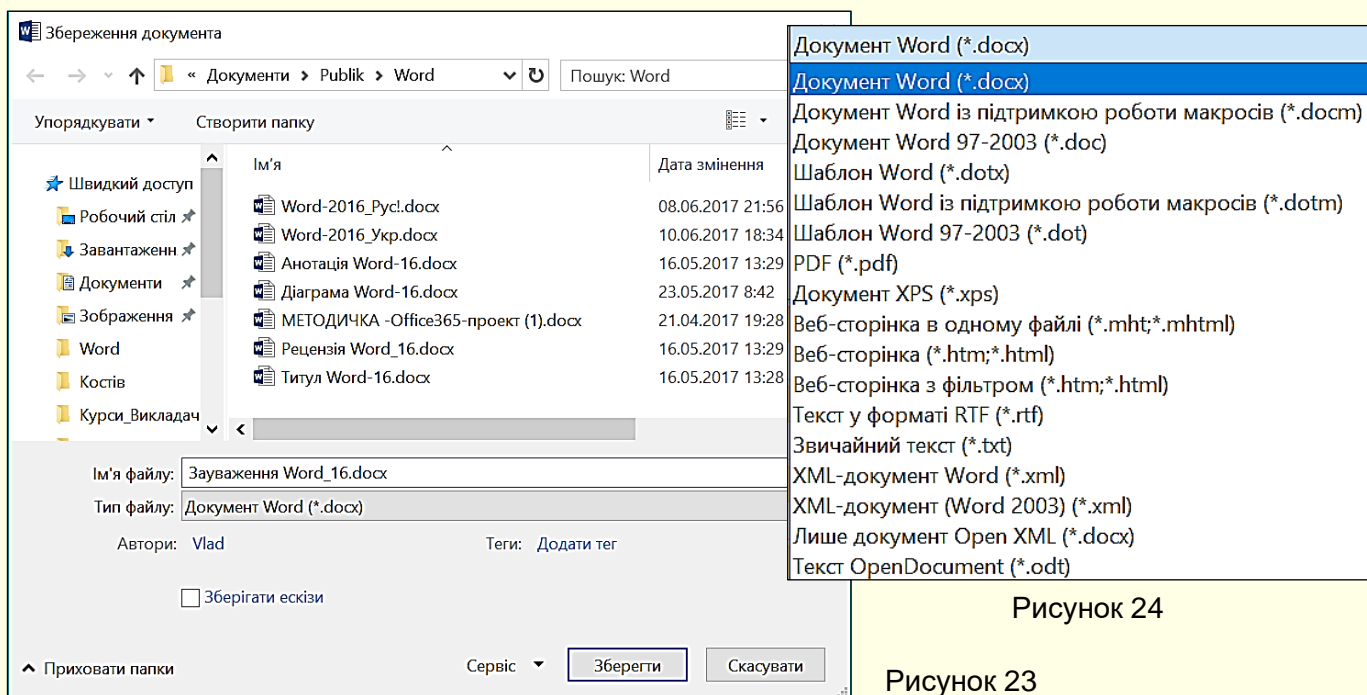 Збереження документа
« Документи > Publik > Word
Пошук: Word
Упорядкувати
Створити папку
Ім'я
Дата змінення
Швидкий доступ
Робочий стіл
Завантаженн
Документи
Зображення
Word
Костів
Курси_Викладач
Word-2016_Рус!.docx 08.06.2017 21:56
Word-2016_Укр.docx 10.06.2017 18:34
Анотація Word-16.docx 16.05.2017 13:29
Діаграма Word-16.docx 23.05.2017 8:42
МЕТОДИЧКА -Office365-проект (1).docx 21.04.2017 19:28
Рецензія Word_16.docx 16.05.2017 13:29
Титул Word-16.docx 16.05.2017 13:28
Ім'я файлу: Зауваження Word_16.docx
Тип файлу: Документ Word (*.docx)
Автори: Vlad
Теги: Додати тег
Зберігати ескізи
Приховати папки
Сервіс
Зберегти
Скасувати
Документ Word (*.docx)
Документ Word (*.docx)
Документ Word із підтримкою роботи макросів (*.docm)
Документ Word 97-2003 (*.doc)
Шаблон Word (*.dotx)
Шаблон Word із підтримкою роботи макросів (*.dotm)
Шаблон Word 97-2003 (*.dot)
PDF (*.pdf)
Документ XPS (*.xps)
Веб-сторінка в одному файлі (*.mht;*.mhtml)
Веб-сторінка (*.htm;*.html)
Веб-сторінка з фільтром (*.htm;*.html)
Текст у форматі RTF (*.rtf)
Звичайний текст (*.txt)
XML-документ Word (*.xml)
XML-документ (Word 2003) (*.xml)
Лише документ Open XML (*.docx)
Текст OpenDocument (*.odt)
Рисунок 24
Рисунок 23